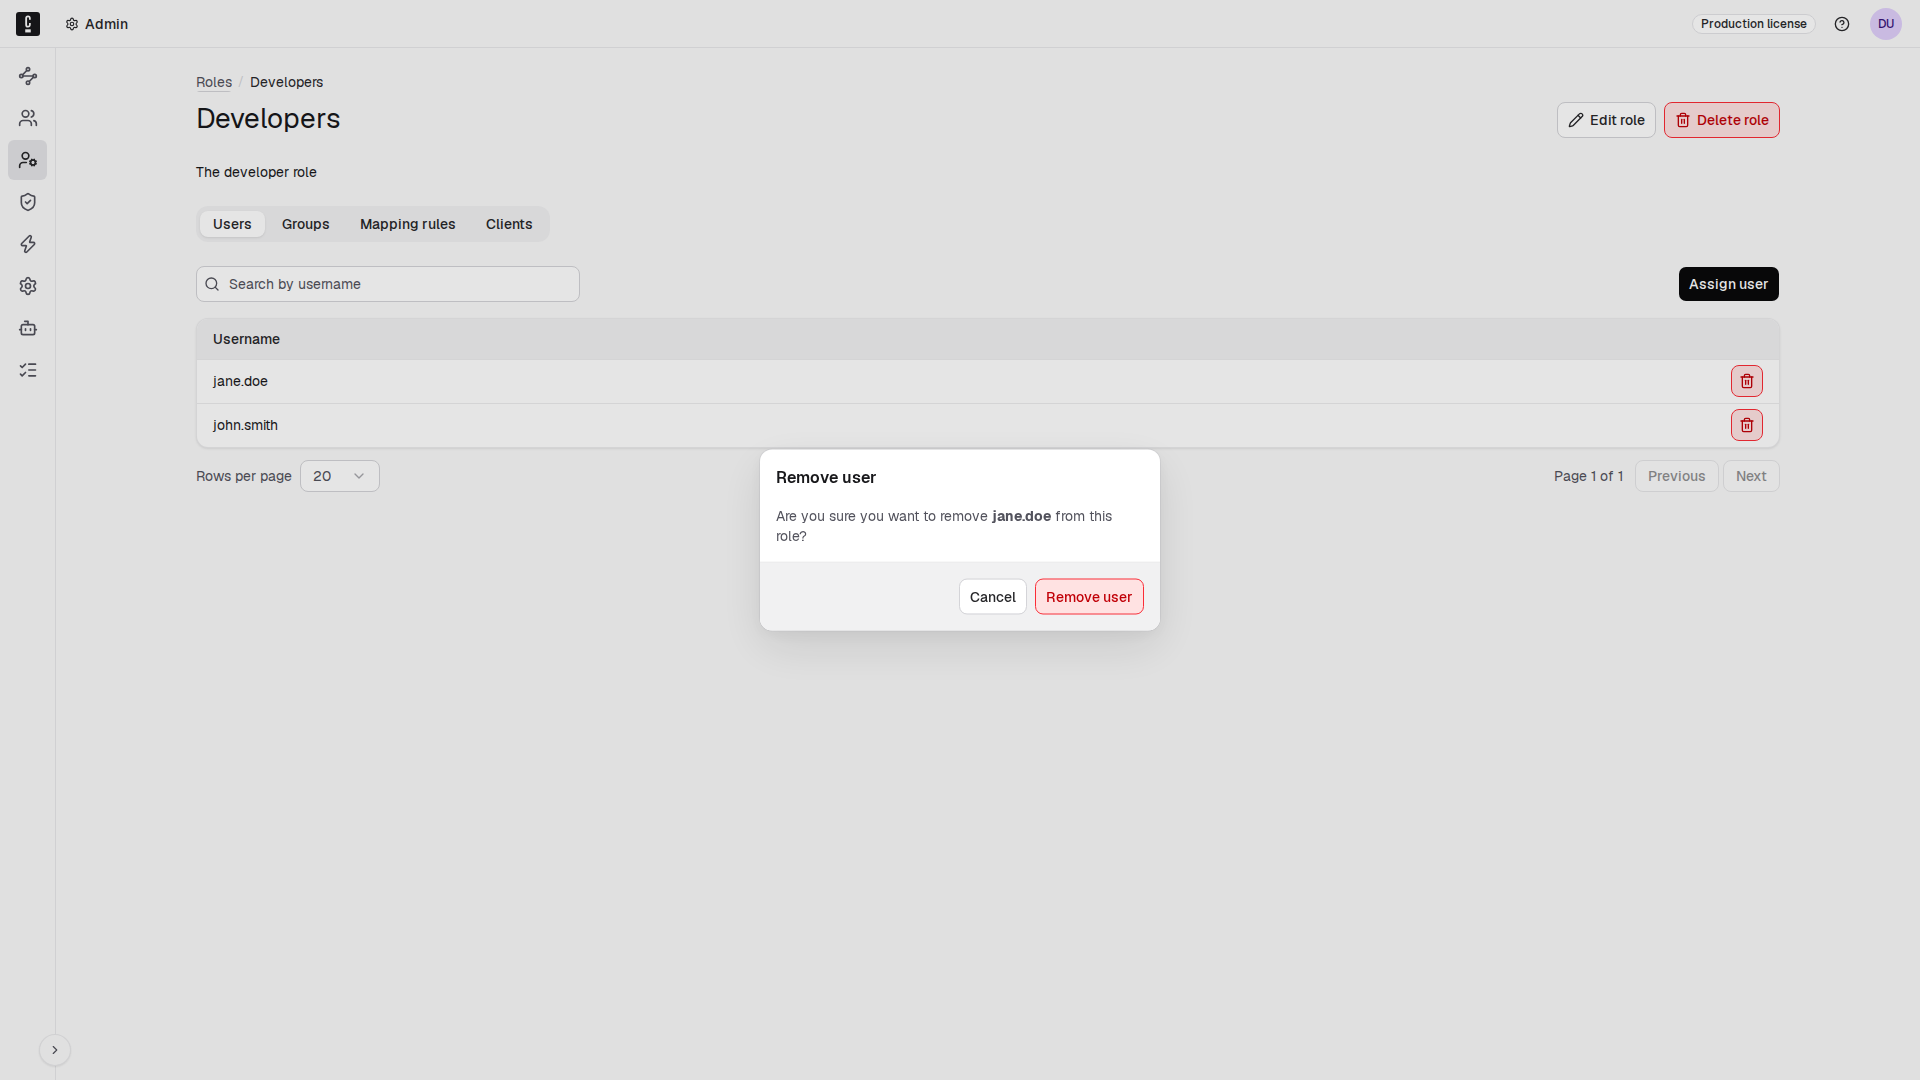 Admin
Production license
DU
Roles / Developers
Developers
Edit role
Delete role
The developer role
Users
Groups
Mapping rules
Clients
Search by username
Assign user
Username
jane.doe
john.smith
Rows per page
20
Page 1 of 1
Previous
Next
Remove user
Are you sure you want to remove jane.doe from this
role?
Cancel
Remove user